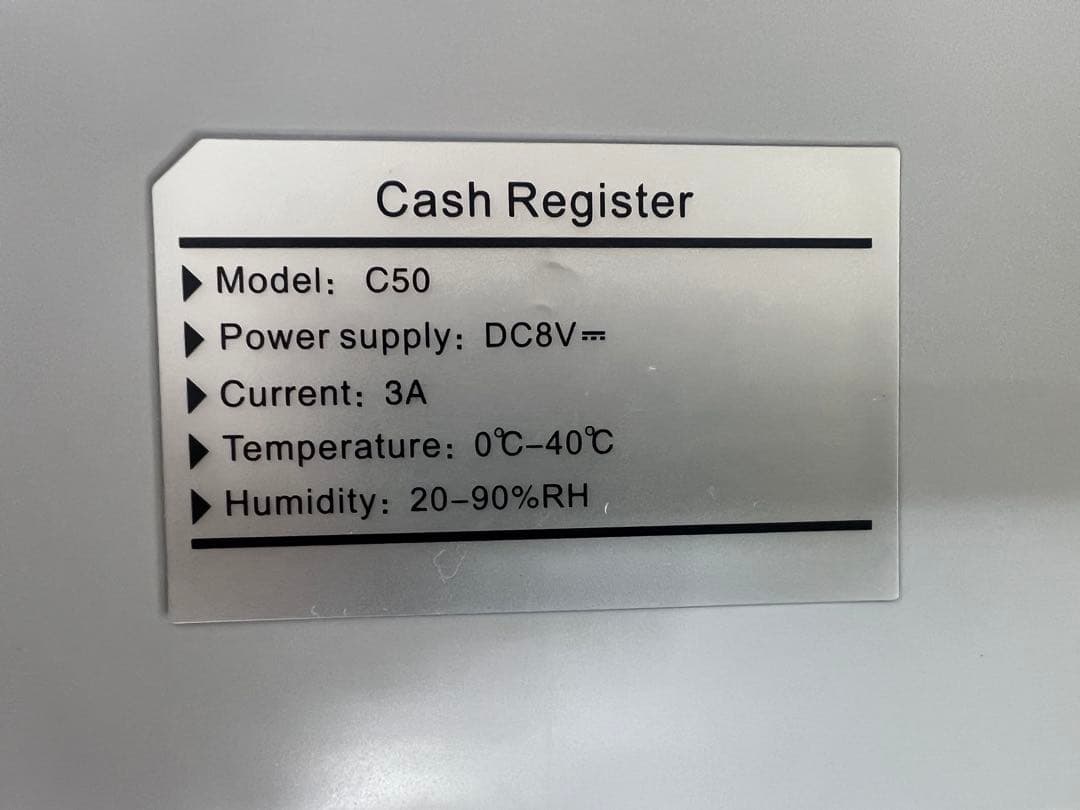 Cash Register
Model： C50
Power supply： DC8V⎓
Current： 3A
Temperature： 0℃–40℃
Humidity： 20–90%RH